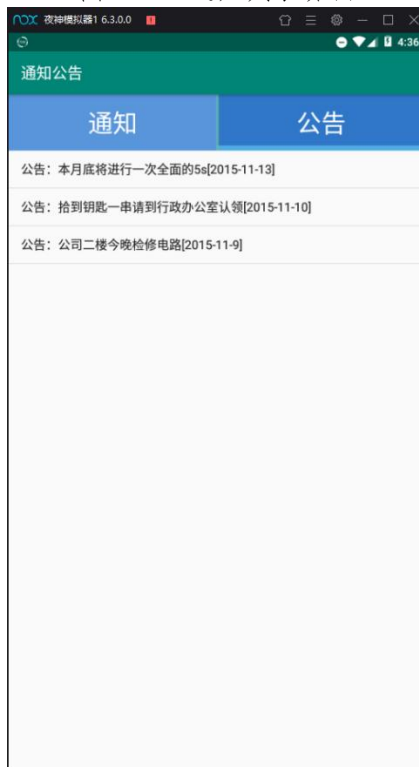 nox 夜神模拟器1 6.3.0.0
4:36
通知公告
通知 公告
公告：本月底将进行一次全面的5s[2015-11-13]
公告：拾到钥匙一串请到行政办公室认领[2015-11-10]
公告：公司二楼今晚检修电路[2015-11-9]